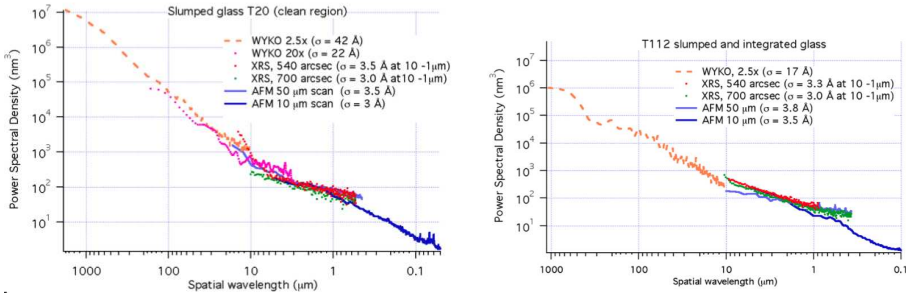 Slumped glass T20 (clean region)
WYKO 2.5x (σ = 42 Å)
WYKO 20x (σ = 22 Å)
XRS, 540 arcsec (σ = 3.5 Å at 10 -1μm)
XRS, 700 arcsec (σ = 3.0 Å at10 -1μm)
AFM 50 μm scan (σ = 3.5 Å)
AFM 10 μm scan (σ = 3 Å)
Power Spectral Density (nm³)
10⁷
10⁶
10⁵
10⁴
10³
10²
10¹
1000 100 10 1 0.1
Spatial wavelength (μm)
T112 slumped and integrated glass
WYKO, 2.5x (σ = 17 Å)
XRS, 540 arcsec (σ = 3.3 Å at 10 -1μm)
XRS, 700 arcsec (σ = 3.0 Å at 10 -1μm)
AFM 50 μm (σ = 3.8 Å)
AFM 10 μm (σ = 3.5 Å)
Power Spectral Density (nm³)
10⁷
10⁶
10⁵
10⁴
10³
10²
10¹
1000 100 10 1 0.1
Spatial wavelength (μm)